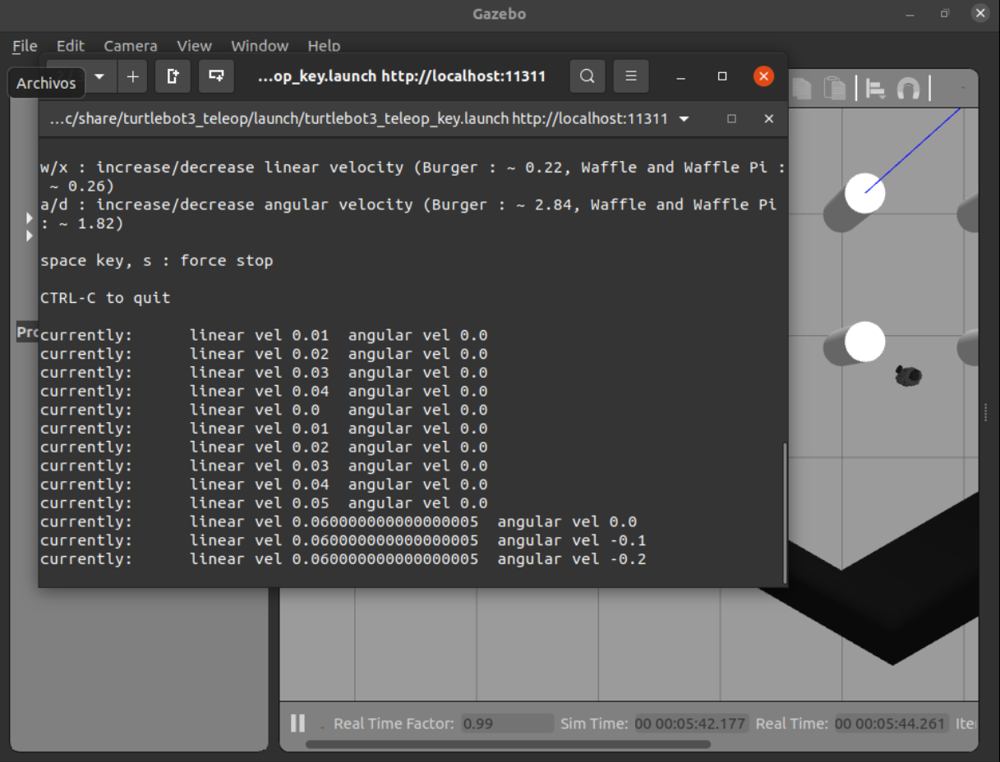 Gazebo
File Edit Camera View Window Help
Archivos
...op_key.launch http://localhost:11311
...c/share/turtlebot3_teleop/launch/turtlebot3_teleop_key.launch http://localhost:11311
w/x : increase/decrease linear velocity (Burger : ~ 0.22, Waffle and Waffle Pi :
~ 0.26)
a/d : increase/decrease angular velocity (Burger : ~ 2.84, Waffle and Waffle Pi
: ~ 1.82)
space key, s : force stop
CTRL-C to quit
currently: linear vel 0.01 angular vel 0.0
currently: linear vel 0.02 angular vel 0.0
currently: linear vel 0.03 angular vel 0.0
currently: linear vel 0.04 angular vel 0.0
currently: linear vel 0.0 angular vel 0.0
currently: linear vel 0.01 angular vel 0.0
currently: linear vel 0.02 angular vel 0.0
currently: linear vel 0.03 angular vel 0.0
currently: linear vel 0.04 angular vel 0.0
currently: linear vel 0.05 angular vel 0.0
currently: linear vel 0.060000000000000005 angular vel 0.0
currently: linear vel 0.060000000000000005 angular vel -0.1
currently: linear vel 0.060000000000000005 angular vel -0.2
Real Time Factor: 0.99 Sim Time: 00 00:05:42.177 Real Time: 00 00:05:44.261